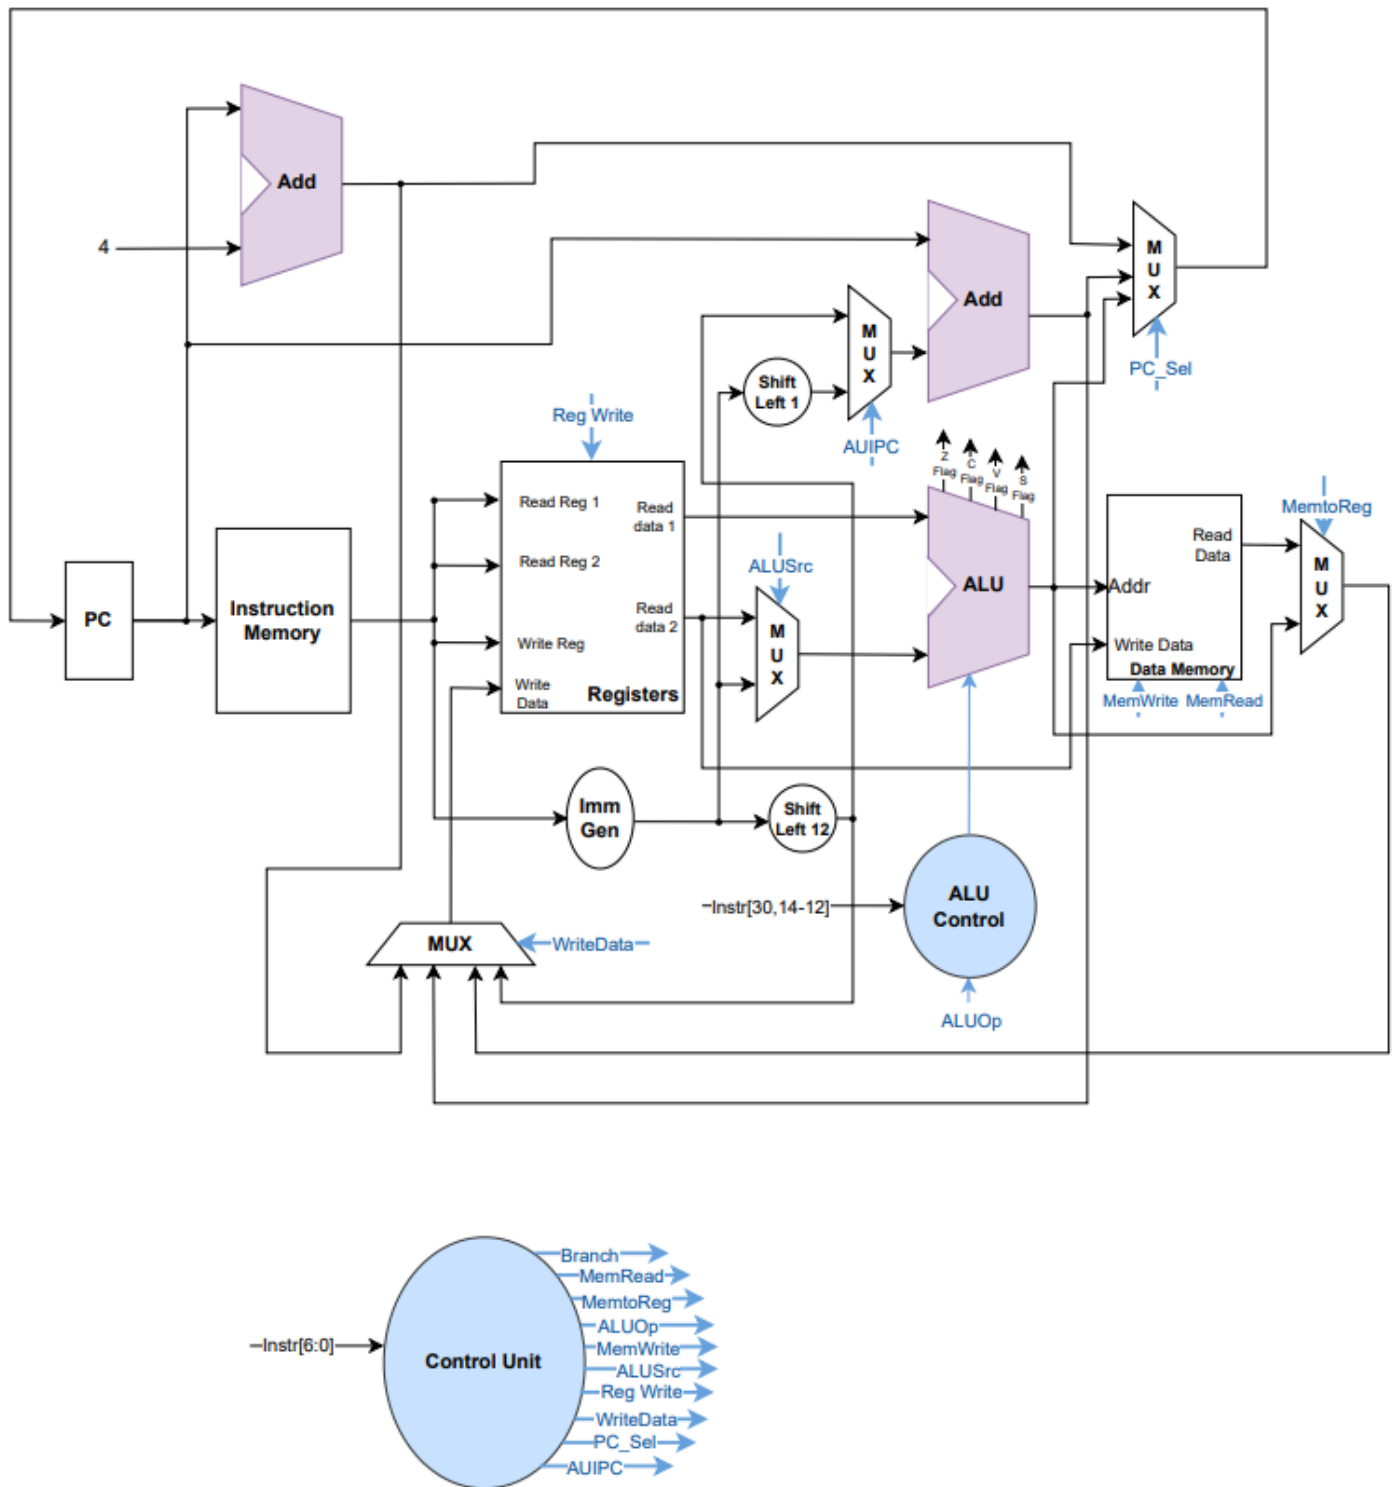 Add
4
Add
M
U
X
PC_Sel
M
U
X
Shift
Left 1
AUIPC
Reg Write
Z
Flag
C
Flag
V
Flag
S
Flag
MemtoReg
Read Reg 1
Read
data 1
Read Reg 2
Read
data 2
Write Reg
Write
Data
Registers
ALUSrc
M
U
X
ALU
Read
Data
Addr
Write Data
Data Memory
MemWrite
MemRead
M
U
X
PC
Instruction
Memory
Imm
Gen
Shift
Left 12
Instr[30,14-12]
ALU
Control
ALUOp
MUX
WriteData
Instr[6:0]
Control Unit
Branch
MemRead
MemtoReg
ALUOp
MemWrite
ALUSrc
Reg Write
WriteData
PC_Sel
AUIPC